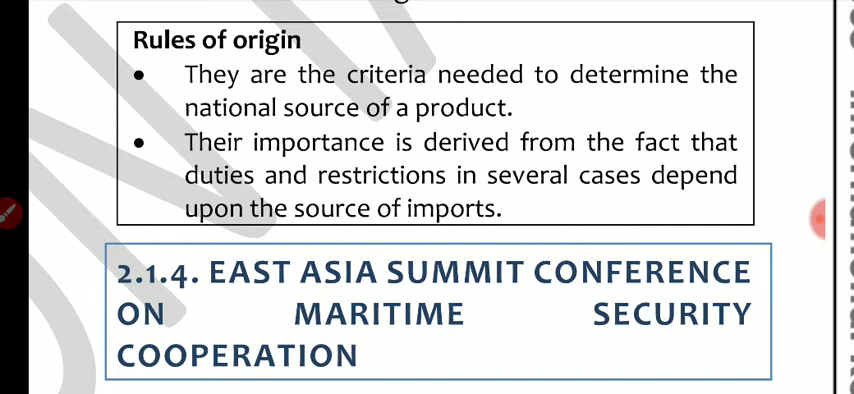 Rules of origin
• They are the criteria needed to determine the
national source of a product.
• Their importance is derived from the fact that
duties and restrictions in several cases depend
upon the source of imports.
2.1.4. EAST ASIA SUMMIT CONFERENCE
ON MARITIME SECURITY
COOPERATION